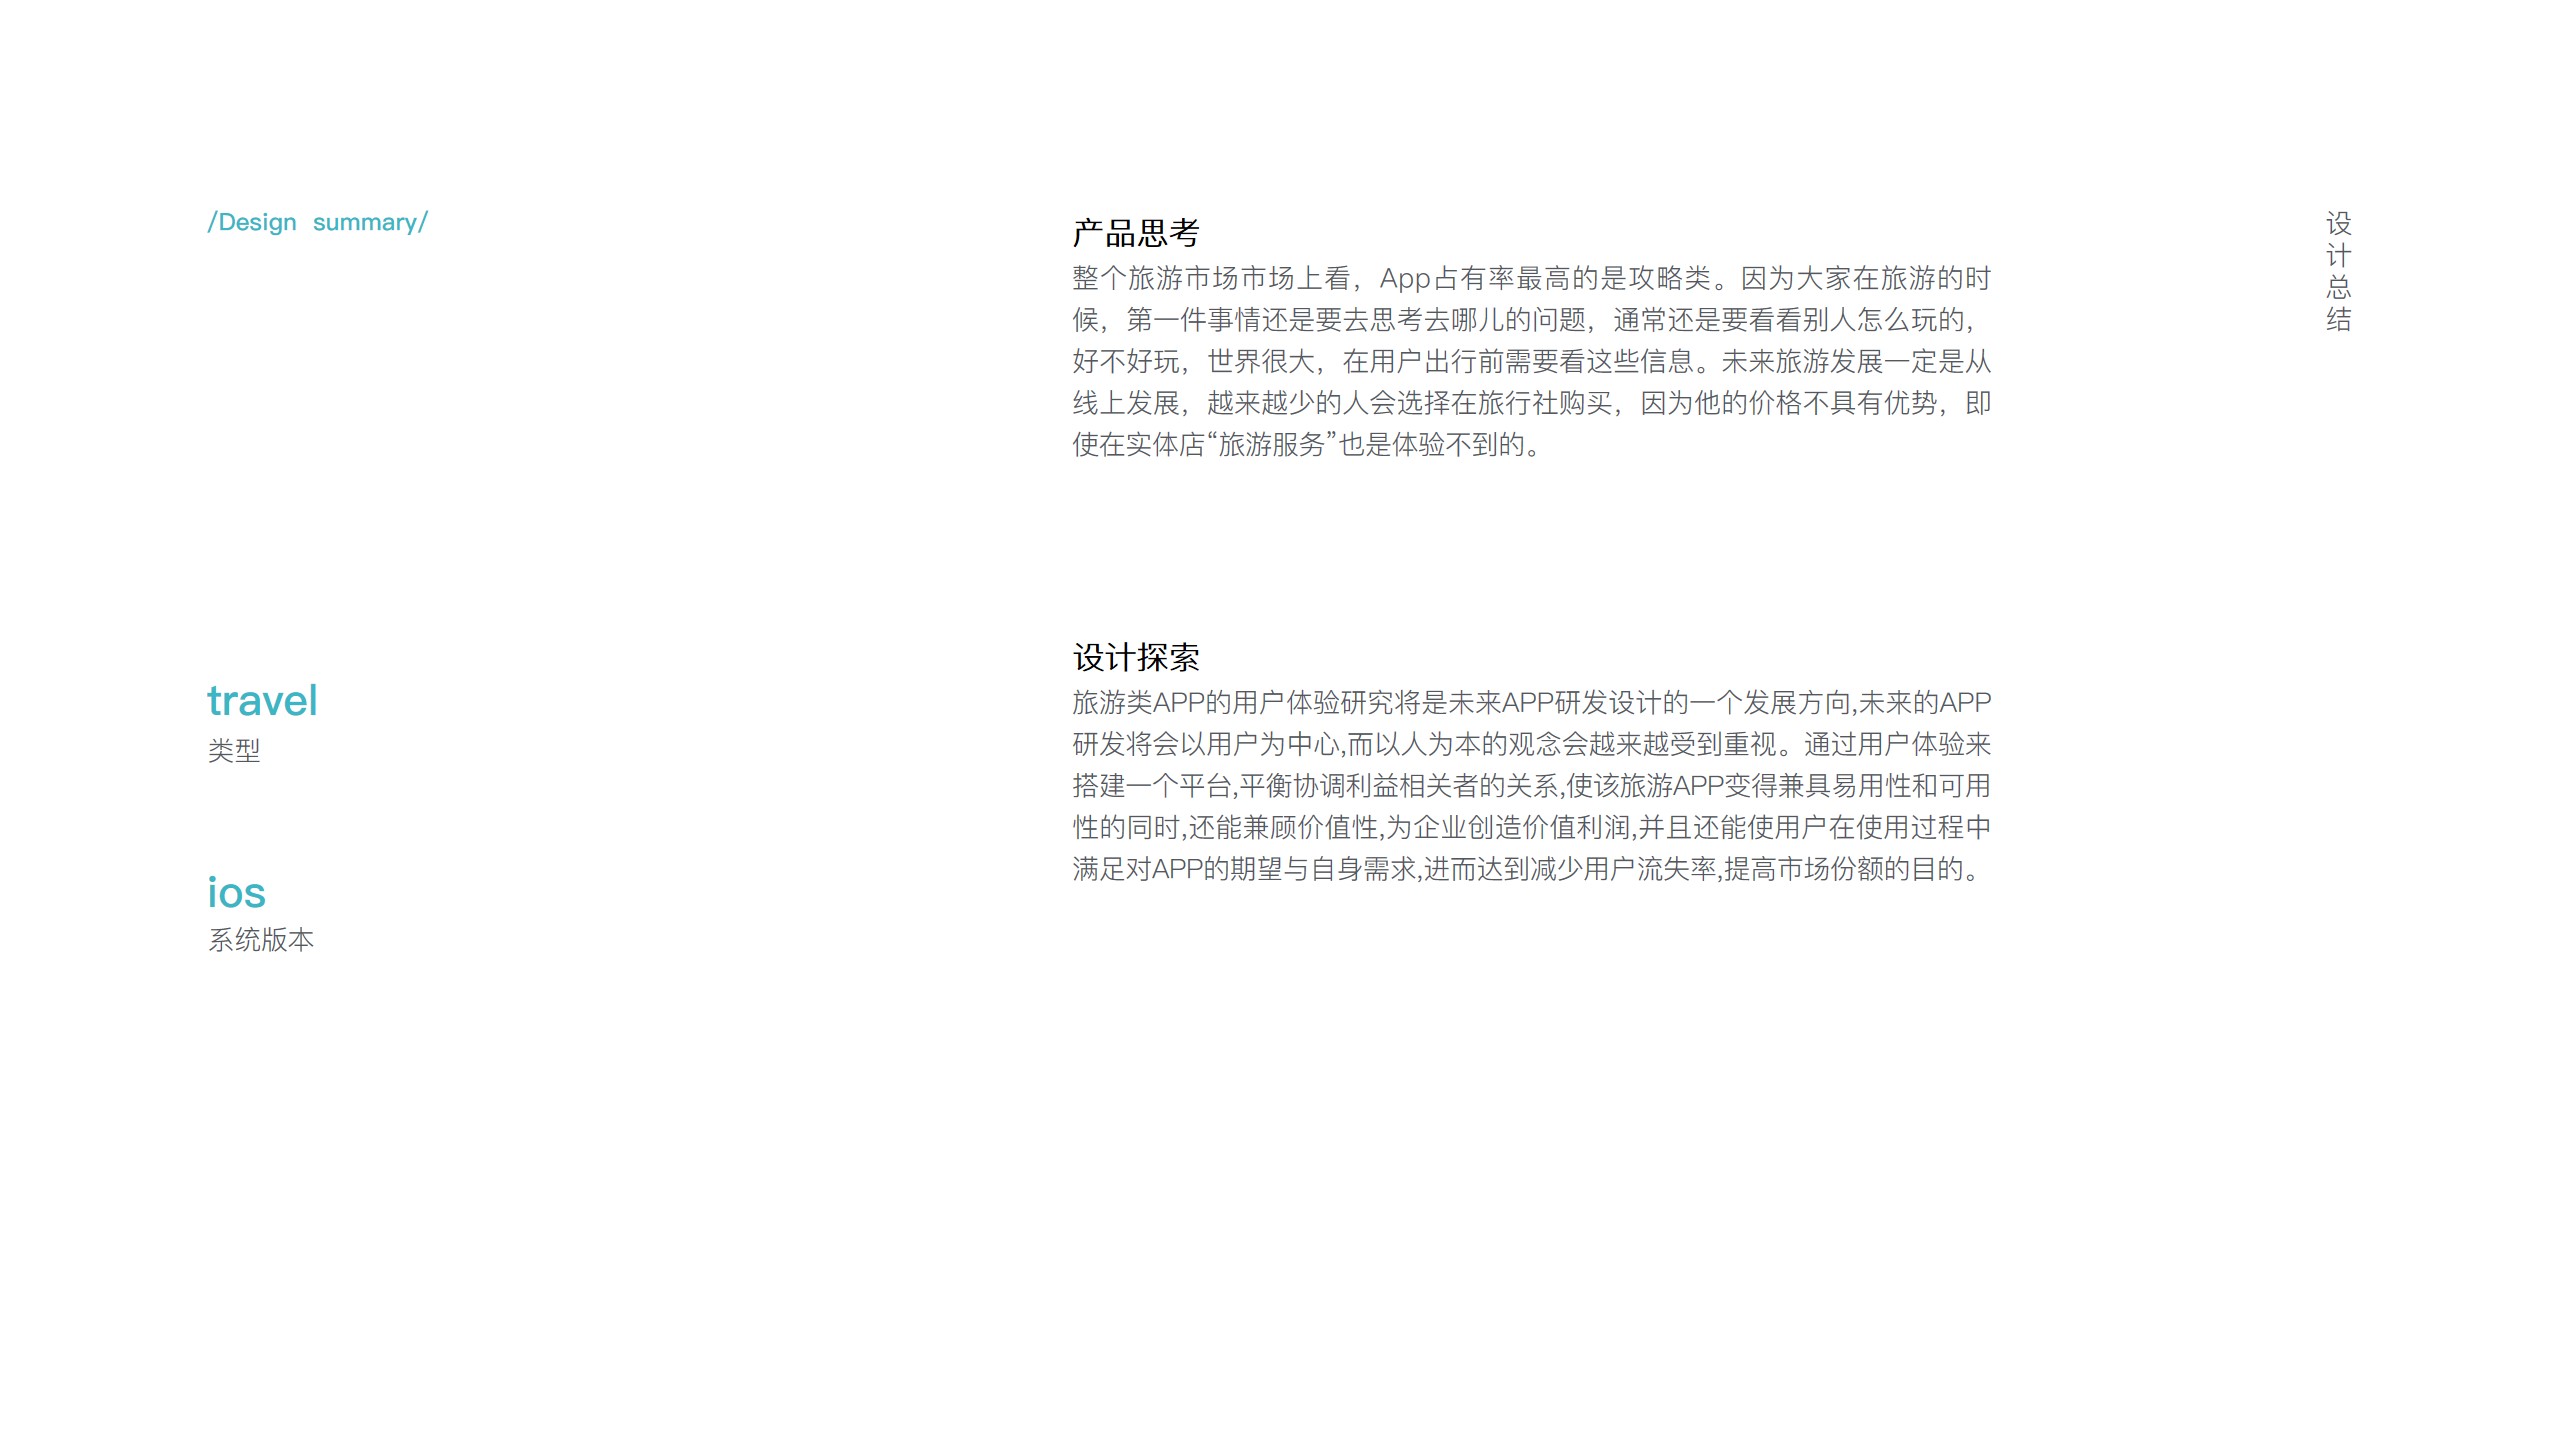 /Design summary/
产品思考
整个旅游市场市场上看，App占有率最高的是攻略类。因为大家在旅游的时
候，第一件事情还是要去思考去哪儿的问题，通常还是要看看别人怎么玩的，
好不好玩，世界很大，在用户出行前需要看这些信息。未来旅游发展一定是从
线上发展，越来越少的人会选择在旅行社购买，因为他的价格不具有优势，即
使在实体店“旅游服务”也是体验不到的。
设计总结
travel
类型
ios
系统版本
设计探索
旅游类APP的用户体验研究将是未来APP研发设计的一个发展方向,未来的APP
研发将会以用户为中心,而以人为本的观念会越来越受到重视。通过用户体验来
搭建一个平台,平衡协调利益相关者的关系,使该旅游APP变得兼具易用性和可用
性的同时,还能兼顾价值性,为企业创造价值利润,并且还能使用户在使用过程中
满足对APP的期望与自身需求,进而达到减少用户流失率,提高市场份额的目的。